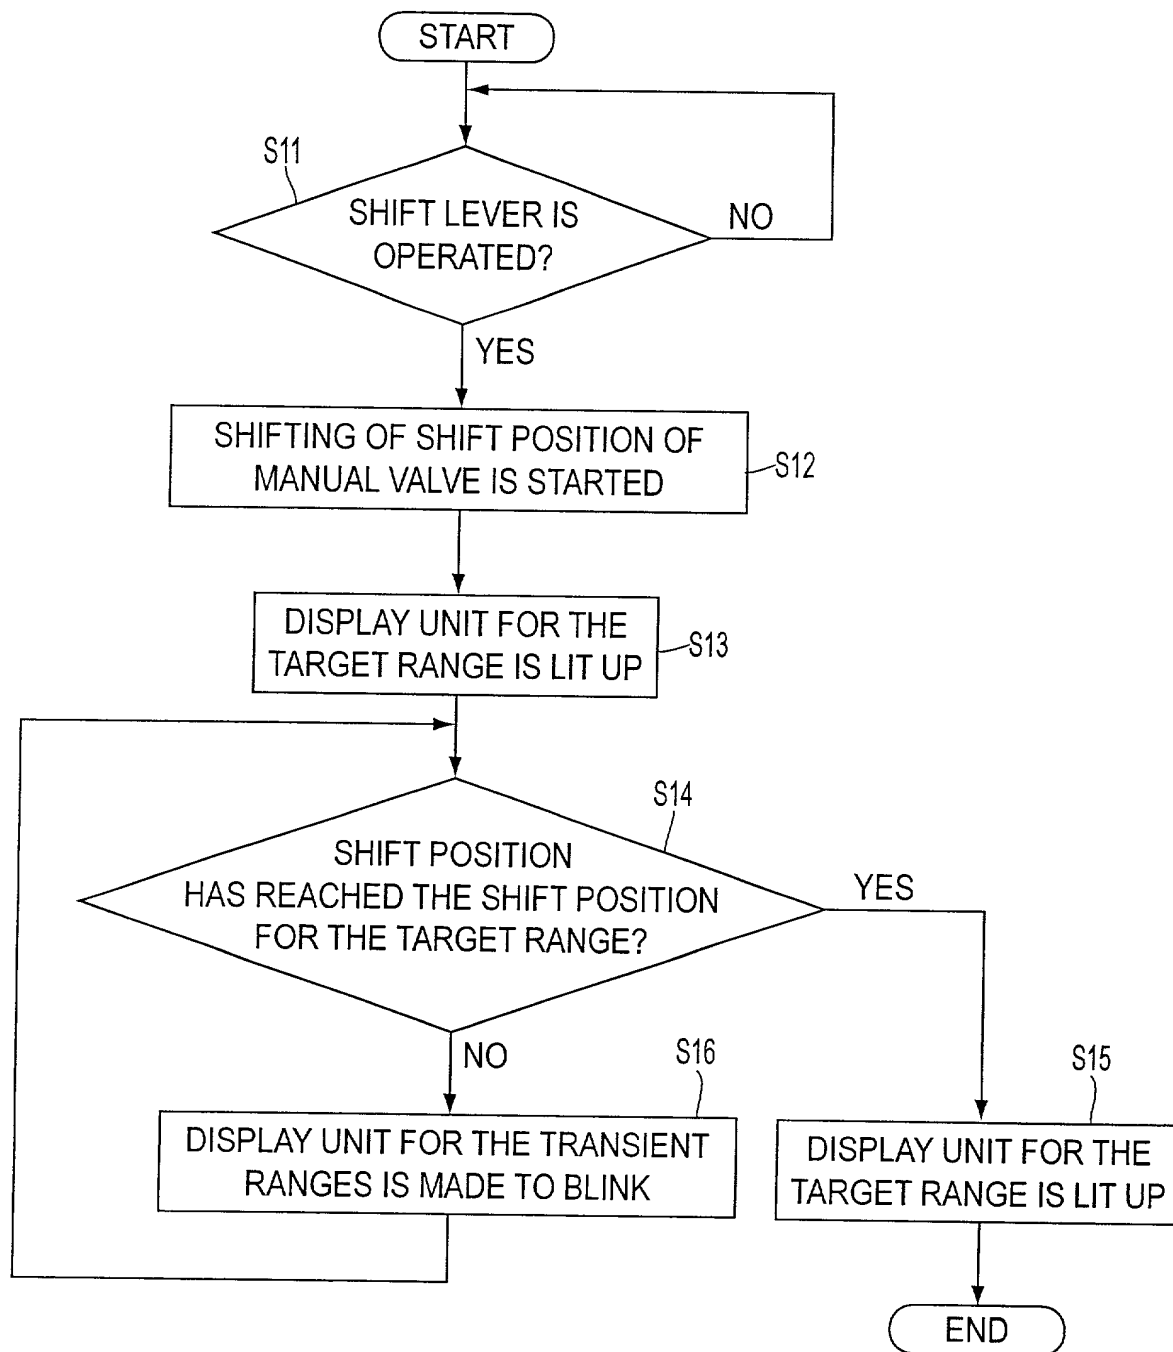 START
S11
SHIFT LEVER IS
OPERATED?
NO
YES
SHIFTING OF SHIFT POSITION OF
MANUAL VALVE IS STARTED
S12
DISPLAY UNIT FOR THE
TARGET RANGE IS LIT UP
S13
S14
SHIFT POSITION
HAS REACHED THE SHIFT POSITION
FOR THE TARGET RANGE?
YES
NO
S16
DISPLAY UNIT FOR THE TRANSIENT
RANGES IS MADE TO BLINK
S15
DISPLAY UNIT FOR THE
TARGET RANGE IS LIT UP
END